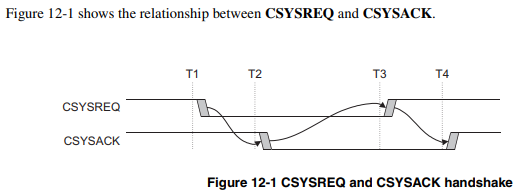 Figure 12-1 shows the relationship between CSYSREQ and CSYSACK.
T1 T2 T3 T4
CSYSREQ
CSYSACK
Figure 12-1 CSYSREQ and CSYSACK handshake